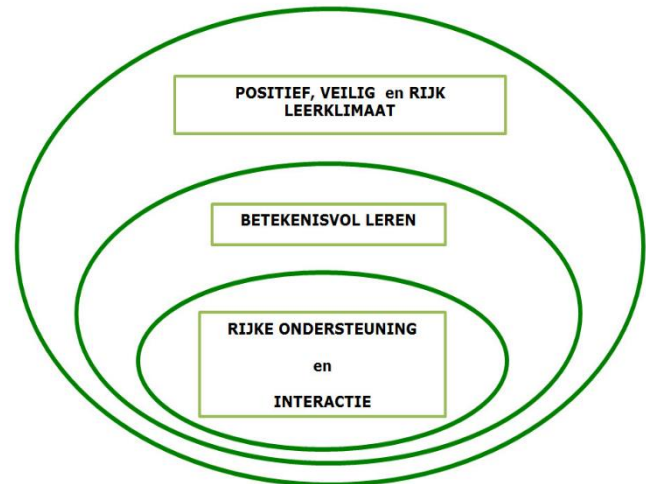 POSITIEF, VEILIG en RIJK
LEERKLIMAAT
BETEKENISVOL LEREN
RIJKE ONDERSTEUNING
en
INTERACTIE